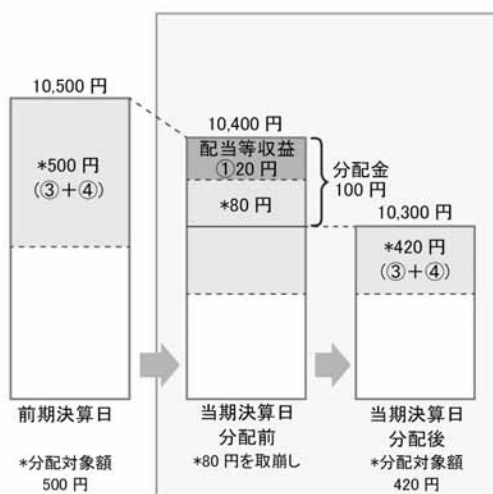 10,500 円
*500 円
(③+④)
前期決算日
*分配対象額
500 円
10,400 円
配当等収益
①20 円
*80 円
分配金
100 円
当期決算日
分配前
*80 円を取崩し
10,300 円
*420 円
(③+④)
当期決算日
分配後
*分配対象額
420 円